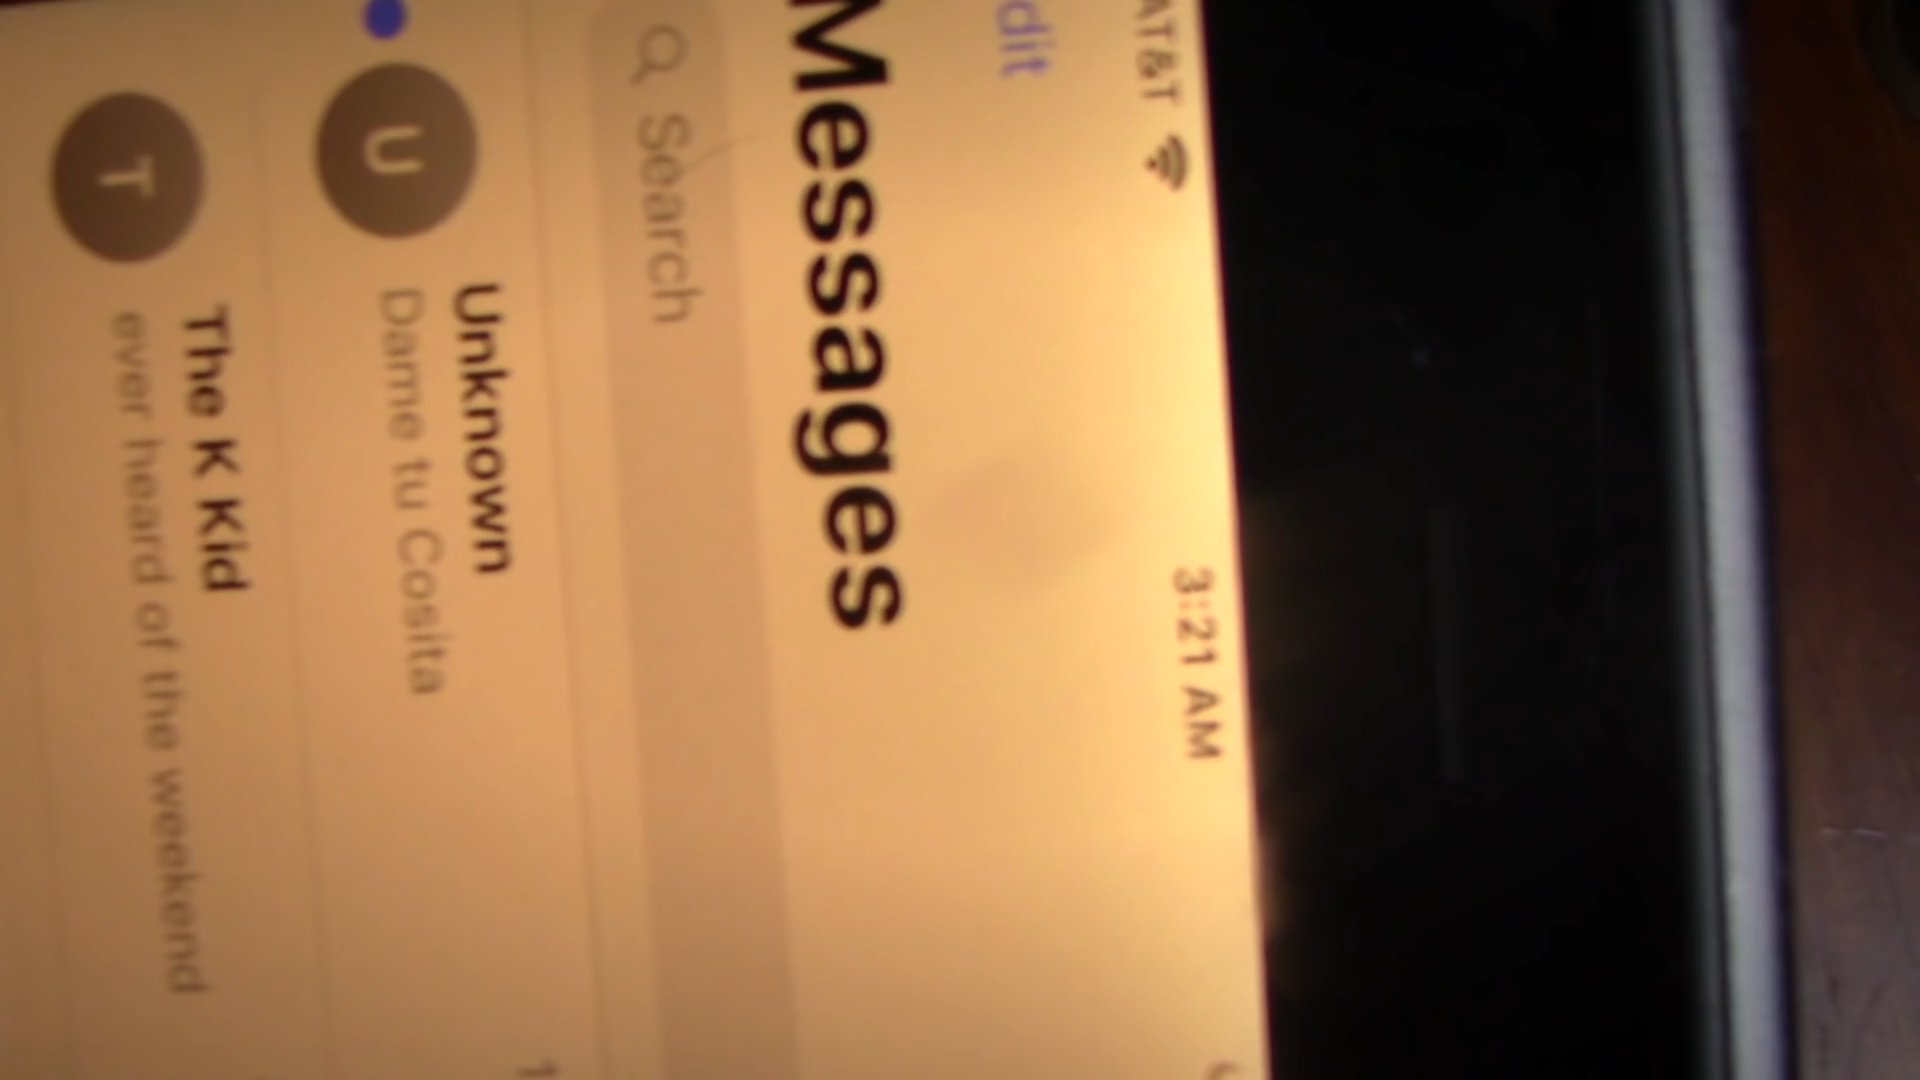 AT&T 3:21 AM
dit
Messages
Search
Unknown
Dame tu Cosita
The K Kid
ever heard of the weekend
U
T